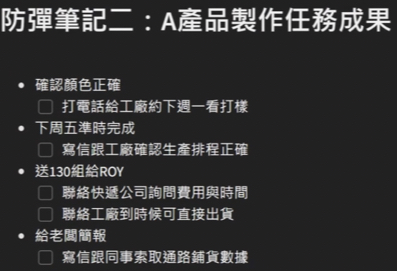 防彈筆記二：A產品製作任務成果
確認顏色正確
打電話給工廠約下週一看打樣
下周五準時完成
寫信跟工廠確認生產排程正確
送130組給ROY
聯絡快遞公司詢問費用與時間
聯絡工廠到時候可直接出貨
給老闆簡報
寫信跟同事索取通路鋪貨數據